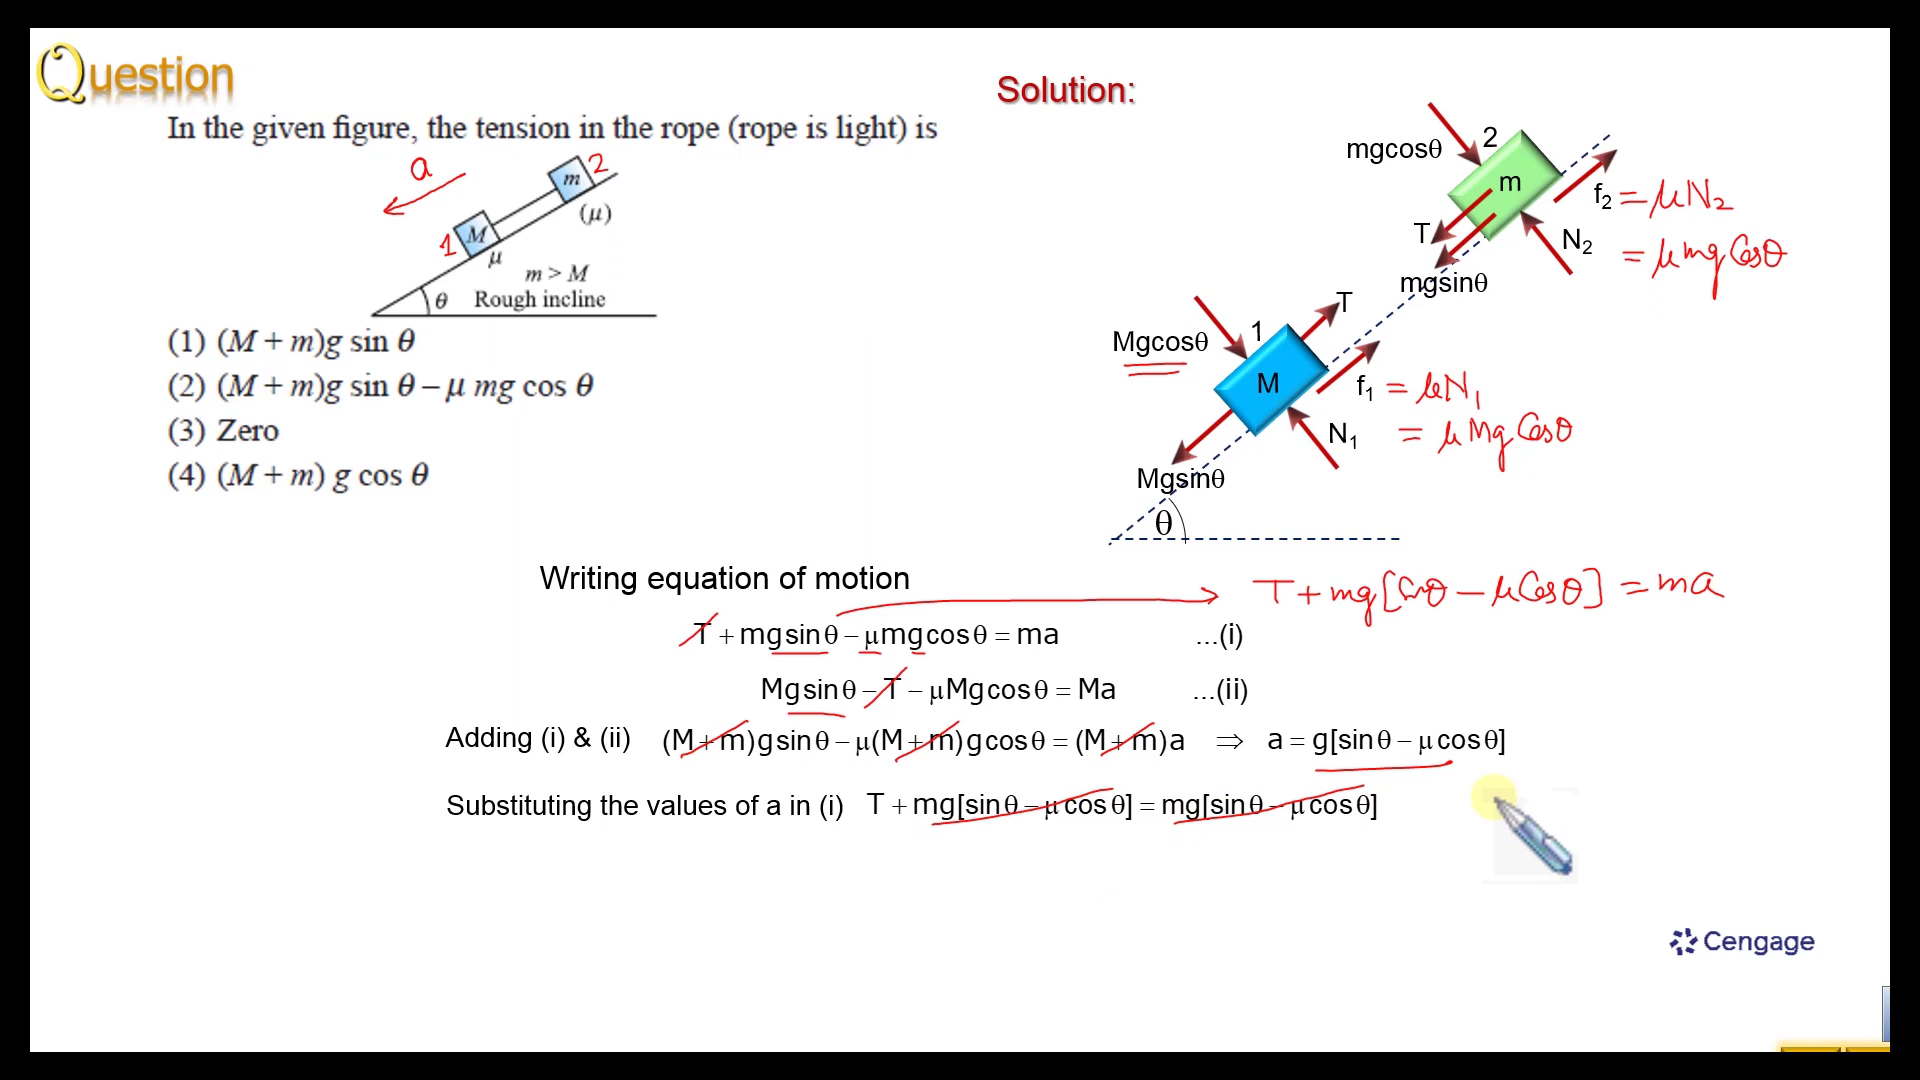 Question
In the given figure, the tension in the rope (rope is light) is
a
m
2
(μ)
1
M
μ
m > M
θ Rough incline
(1) (M + m)g sin θ
(2) (M + m)g sin θ – μ mg cos θ
(3) Zero
(4) (M + m) g cos θ
Solution:
mgcosθ
2
m
f₂ = μN₂
T
N₂
= μmg Cosθ
mgsinθ
T
Mgcosθ
1
M
f₁ = μN₁
N₁
= μMg Cosθ
Mgsinθ
θ
Writing equation of motion
T + mg[Sinθ – μCosθ] = ma
T + mgsinθ – μmgcosθ = ma ...(i)
Mgsinθ – T – μMgcosθ = Ma ...(ii)
Adding (i) & (ii) (M + m)gsinθ – μ(M + m)gcosθ = (M + m)a ⇒ a = g[sinθ – μcosθ]
Substituting the values of a in (i) T + mg[sinθ – μcosθ] = mg[sinθ – μcosθ]
Cengage